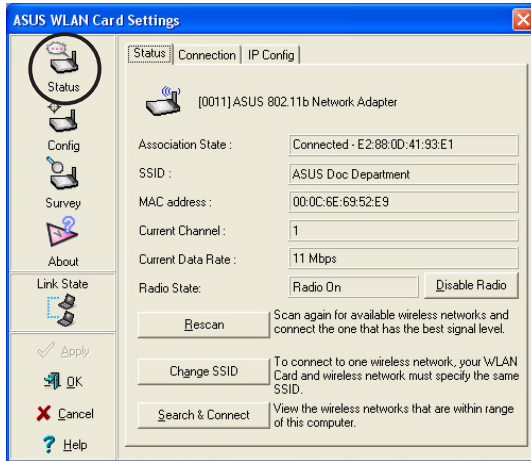 ASUS WLAN Card Settings
Status
Config
Survey
About
Link State
Apply
OK
Cancel
Help
Status Connection IP Config
[0011] ASUS 802.11b Network Adapter
Association State : Connected - E2:88:0D:41:93:E1
SSID : ASUS Doc Department
MAC address : 00:0C:6E:69:52:E9
Current Channel : 1
Current Data Rate : 11 Mbps
Radio State: Radio On Disable Radio
Rescan
Scan again for available wireless networks and
connect the one that has the best signal level.
Change SSID
To connect to one wireless network, your WLAN
Card and wireless network must specify the same
SSID.
Search & Connect
View the wireless networks that are within range
of this computer.